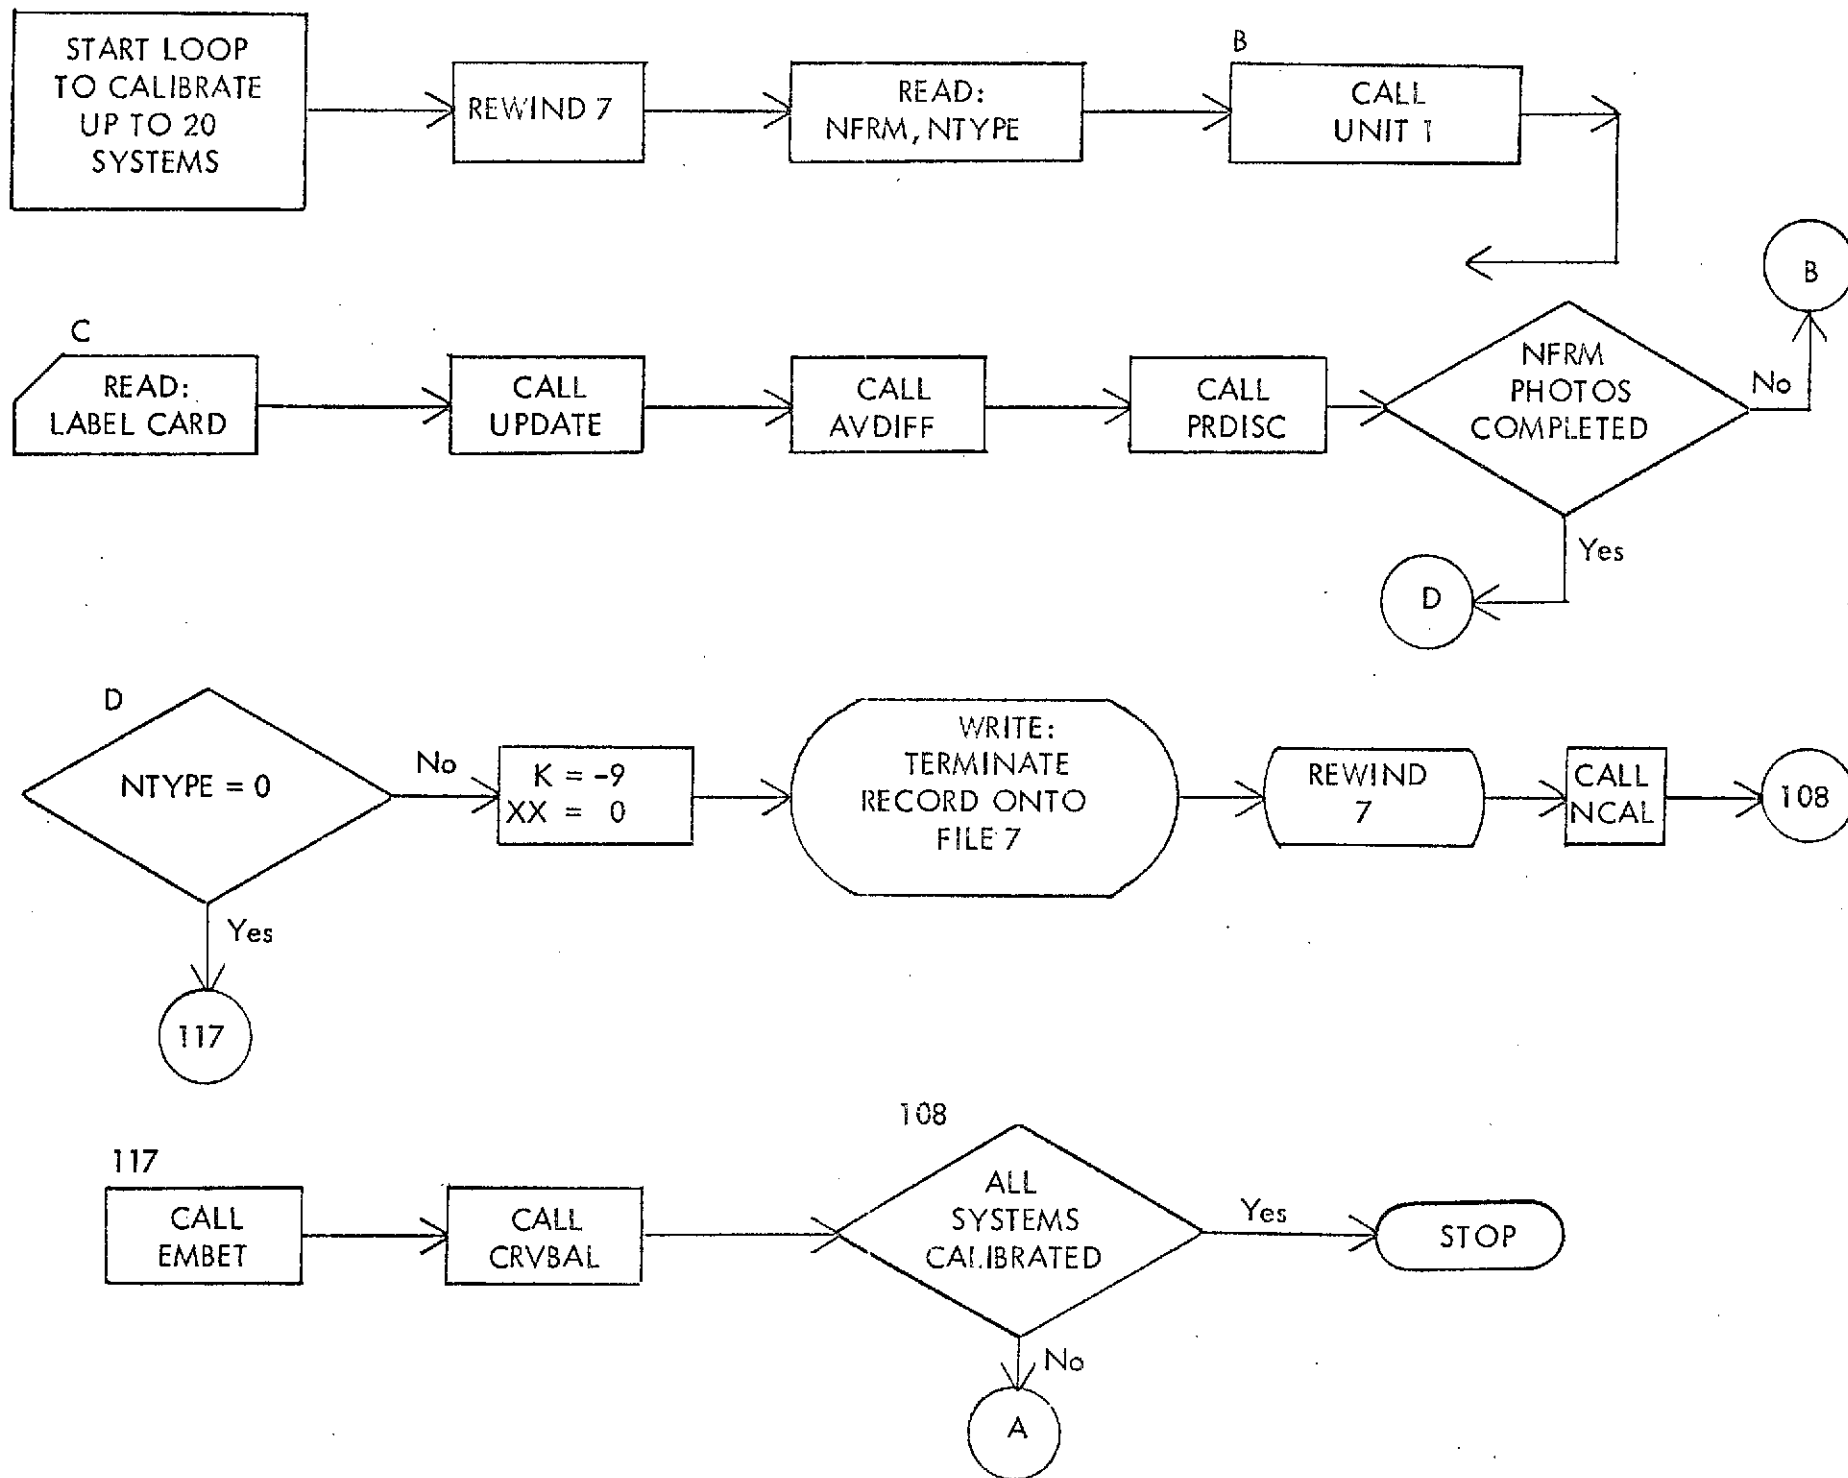 START LOOP
TO CALIBRATE
UP TO 20
SYSTEMS
REWIND 7
READ:
NFRM, NTYPE
B
CALL
UNIT 1
B
C
READ:
LABEL CARD
CALL
UPDATE
CALL
AVDIFF
CALL
PRDISC
NFRM
PHOTOS
COMPLETED
No
Yes
D
D
NTYPE = 0
No
Yes
117
K = -9
XX = 0
WRITE:
TERMINATE
RECORD ONTO
FILE 7
REWIND
7
CALL
NCAL
108
117
CALL
EMBET
CALL
CRVBAL
108
ALL
SYSTEMS
CALIBRATED
Yes
STOP
No
A